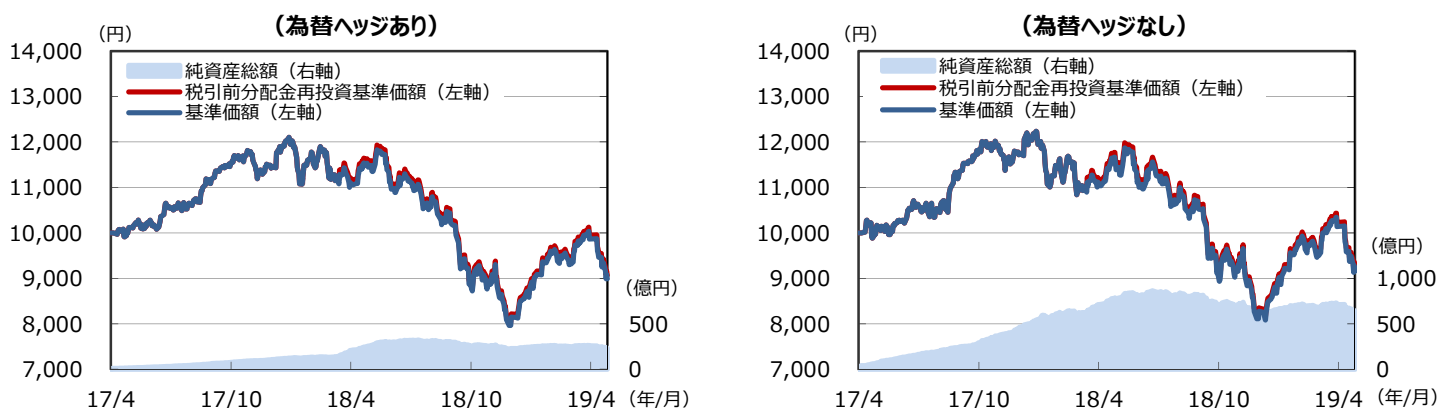 （為替ヘッジあり）
（円）
14,000
13,000
12,000
11,000
10,000
9,000
8,000
7,000
純資産総額（右軸）
税引前分配金再投資基準価額（左軸）
基準価額（左軸）
（億円）
500
0
17/4 17/10 18/4 18/10 19/4 （年/月）
（為替ヘッジなし）
（円）
14,000
13,000
12,000
11,000
10,000
9,000
8,000
7,000
純資産総額（右軸）
税引前分配金再投資基準価額（左軸）
基準価額（左軸）
（億円）
1,000
500
0
17/4 17/10 18/4 18/10 19/4 （年/月）